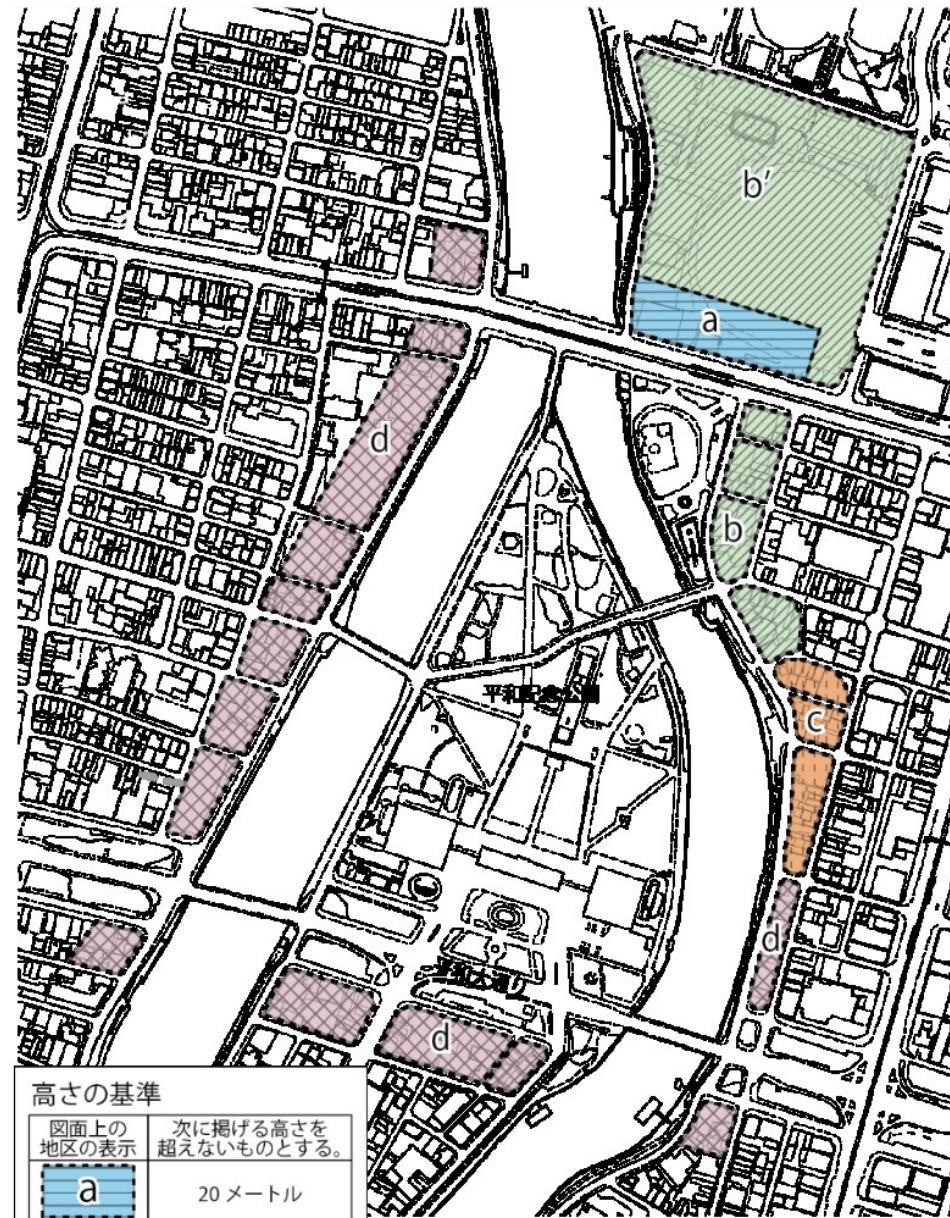 b′
a
d
b
平和記念公園
c
d
平和大通
d
高さの基準
図面上の
地区の表示
次に掲げる高さを
超えないものとする。
a
20 メートル